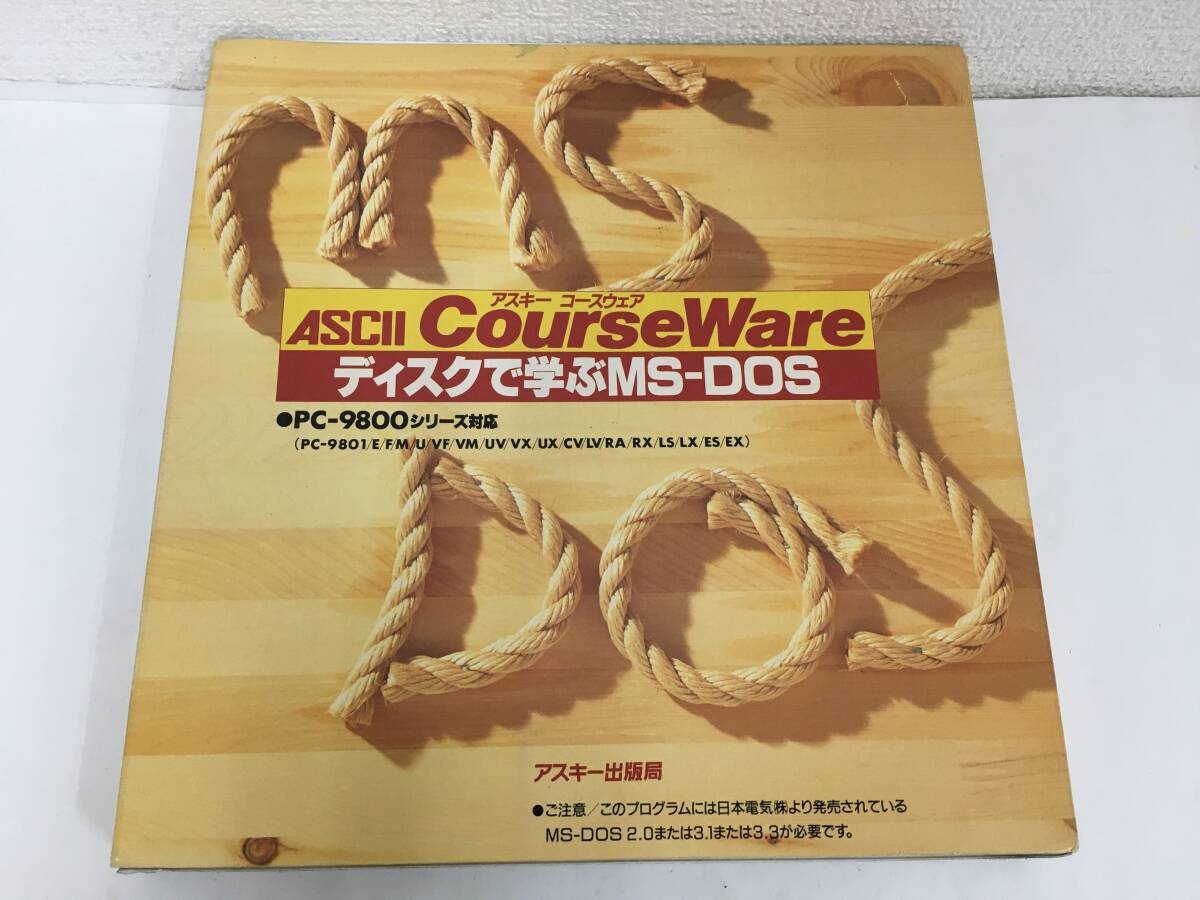 ms
アスキー コースウェア
ASCII CourseWare
ディスクで学ぶMS-DOS
●PC-9800シリーズ対応
(PC-9801/E/F/M/U/VF/VM/UV/VX/UX/CV/LV/RA/RX/LS/LX/ES/EX)
DOS
アスキー出版局
●ご注意/このプログラムには日本電気㈱より発売されている
MS-DOS 2.0または3.1または3.3が必要です。